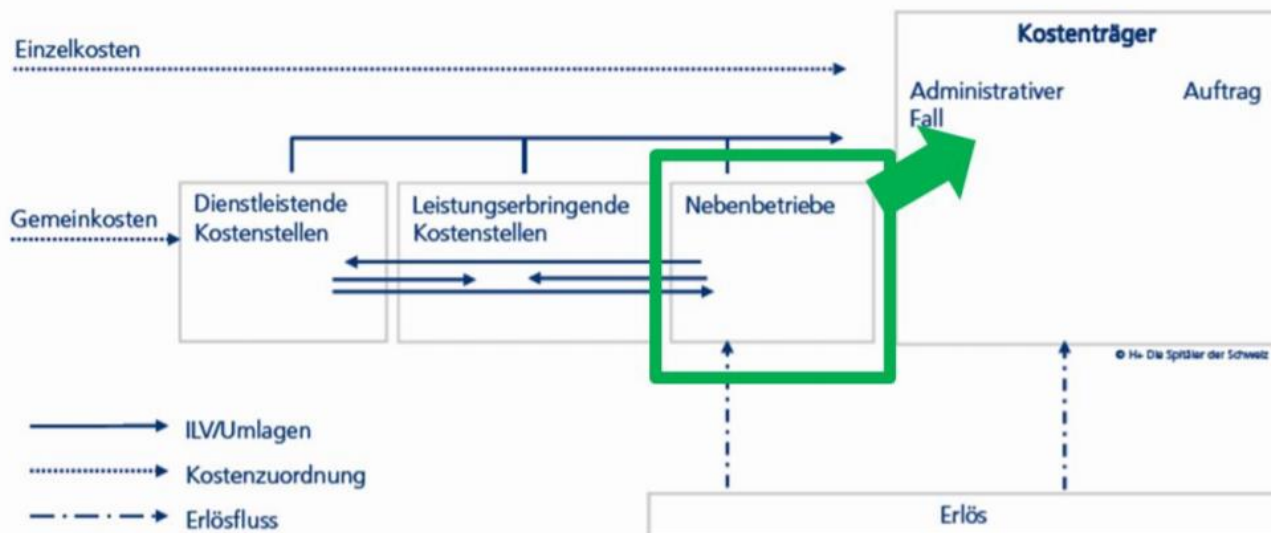 Einzelkosten
Kostenträger
Administrativer
Fall
Auftrag
Gemeinkosten
Dienstleistende
Kostenstellen
Leistungserbringende
Kostenstellen
Nebenbetriebe
© H+ Die Spitäler der Schweiz
ILV/Umlagen
Kostenzuordnung
Erlösfluss
Erlös